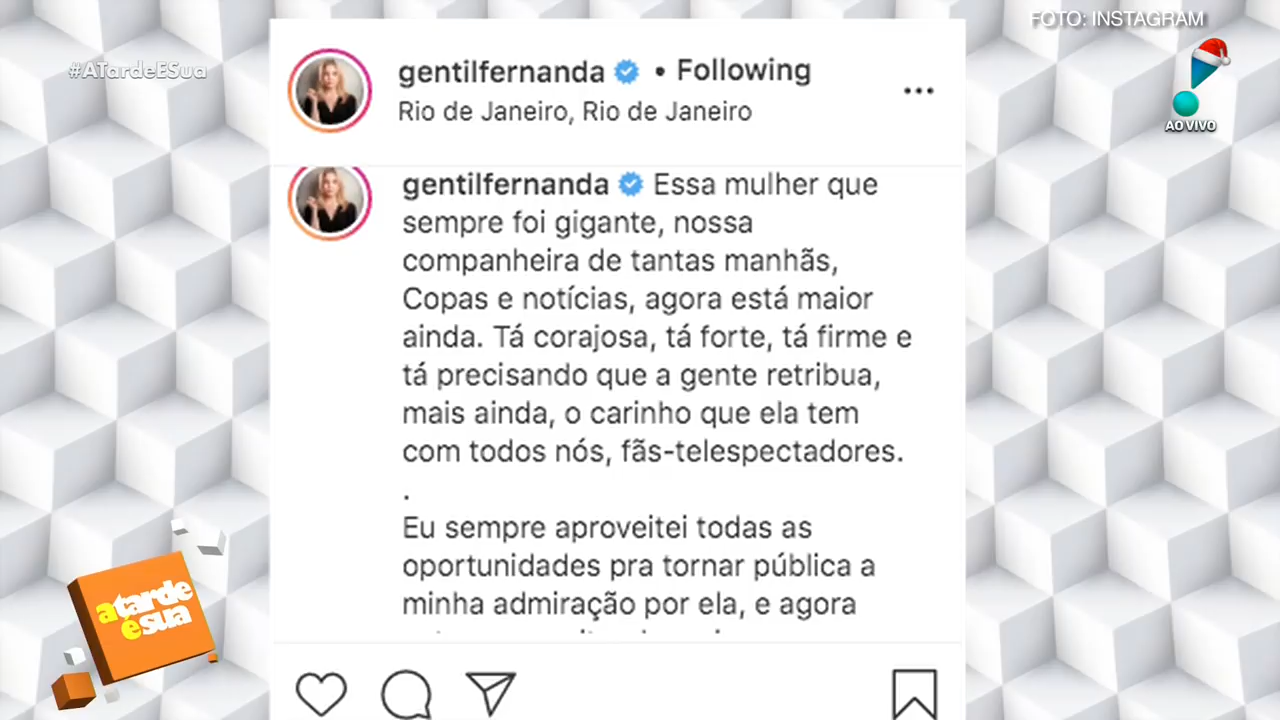 FOTO: INSTAGRAM
#ATardeÉSua
AO VIVO
gentilfernanda • Following
Rio de Janeiro, Rio de Janeiro
...
gentilfernanda Essa mulher que
sempre foi gigante, nossa
companheira de tantas manhãs,
Copas e notícias, agora está maior
ainda. Tá corajosa, tá forte, tá firme e
tá precisando que a gente retribua,
mais ainda, o carinho que ela tem
com todos nós, fãs-telespectadores.
.
Eu sempre aproveitei todas as
oportunidades pra tornar pública a
minha admiração por ela, e agora
a tarde
é sua